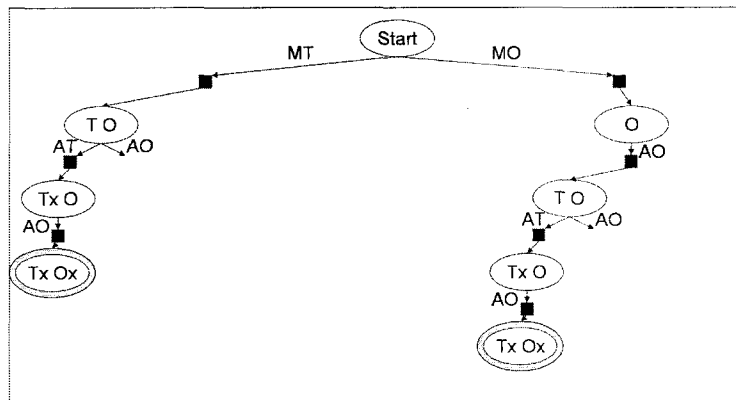 Start
MT MO
T O O
AT AO AO
Tx O T O
AO AT AO
Tx Ox Tx O
AO
Tx Ox